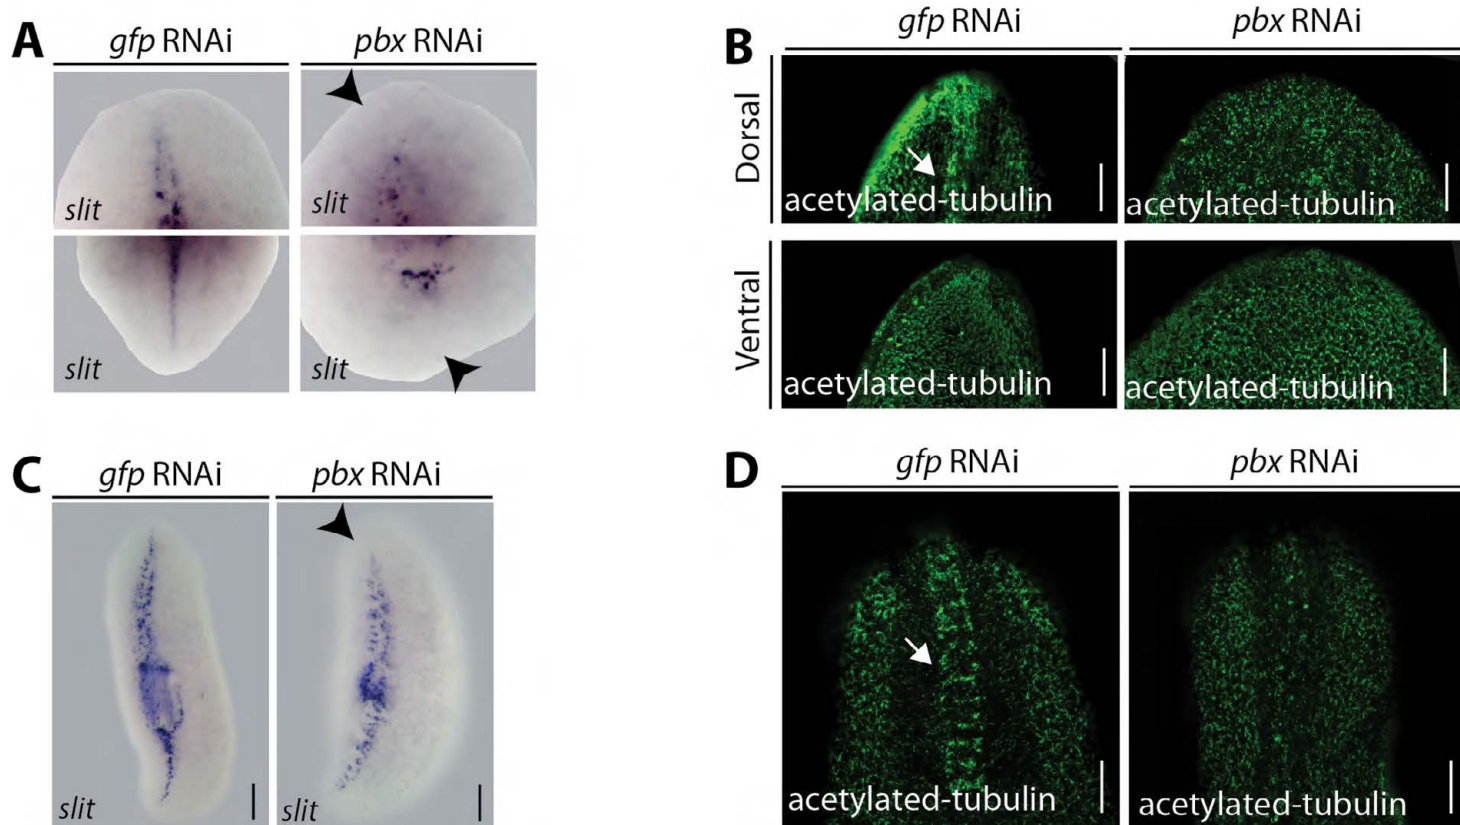 A
gfp RNAi
pbx RNAi
slit
slit
slit
slit
B
gfp RNAi
pbx RNAi
Dorsal
acetylated-tubulin
acetylated-tubulin
Ventral
acetylated-tubulin
acetylated-tubulin
C
gfp RNAi
pbx RNAi
slit
slit
D
gfp RNAi
pbx RNAi
acetylated-tubulin
acetylated-tubulin